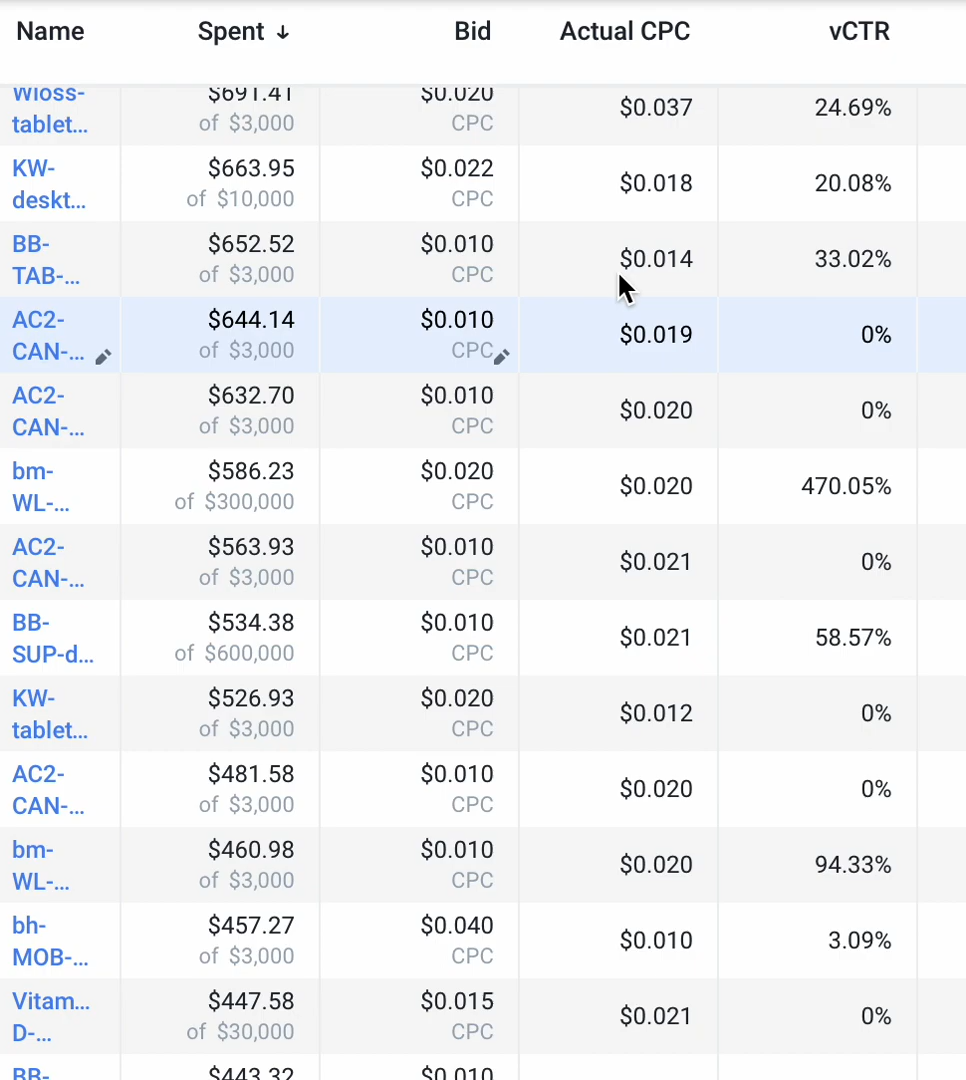 Name Spent ↓ Bid Actual CPC vCTR
Wloss- $691.41 $0.020 $0.037 24.69%
tablet... of $3,000 CPC
KW- $663.95 $0.022 $0.018 20.08%
deskt... of $10,000 CPC
BB- $652.52 $0.010 $0.014 33.02%
TAB-... of $3,000 CPC
AC2- $644.14 $0.010 $0.019 0%
CAN-... of $3,000 CPC
AC2- $632.70 $0.010 $0.020 0%
CAN-... of $3,000 CPC
bm- $586.23 $0.020 $0.020 470.05%
WL-... of $300,000 CPC
AC2- $563.93 $0.010 $0.021 0%
CAN-... of $3,000 CPC
BB- $534.38 $0.010 $0.021 58.57%
SUP-d... of $600,000 CPC
KW- $526.93 $0.020 $0.012 0%
tablet... of $3,000 CPC
AC2- $481.58 $0.010 $0.020 0%
CAN-... of $3,000 CPC
bm- $460.98 $0.010 $0.020 94.33%
WL-... of $3,000 CPC
bh- $457.27 $0.040 $0.010 3.09%
MOB-... of $3,000 CPC
Vitam... $447.58 $0.015 $0.021 0%
D-... of $30,000 CPC
BB- $443.32 $0.010